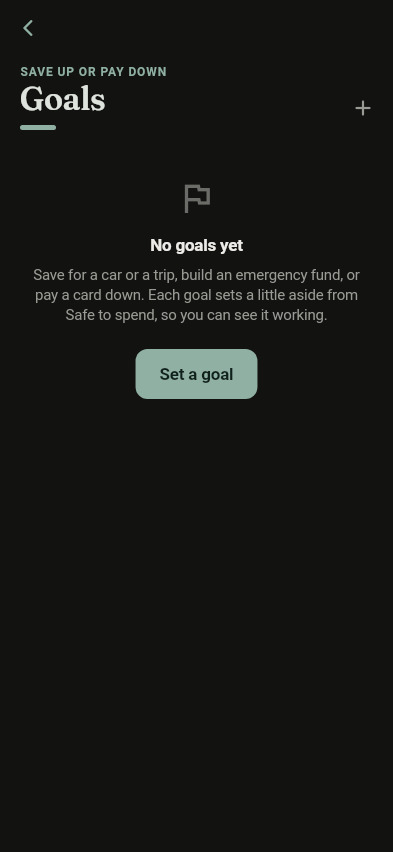 SAVE UP OR PAY DOWN
Goals
No goals yet
Save for a car or a trip, build an emergency fund, or
pay a card down. Each goal sets a little aside from
Safe to spend, so you can see it working.
Set a goal